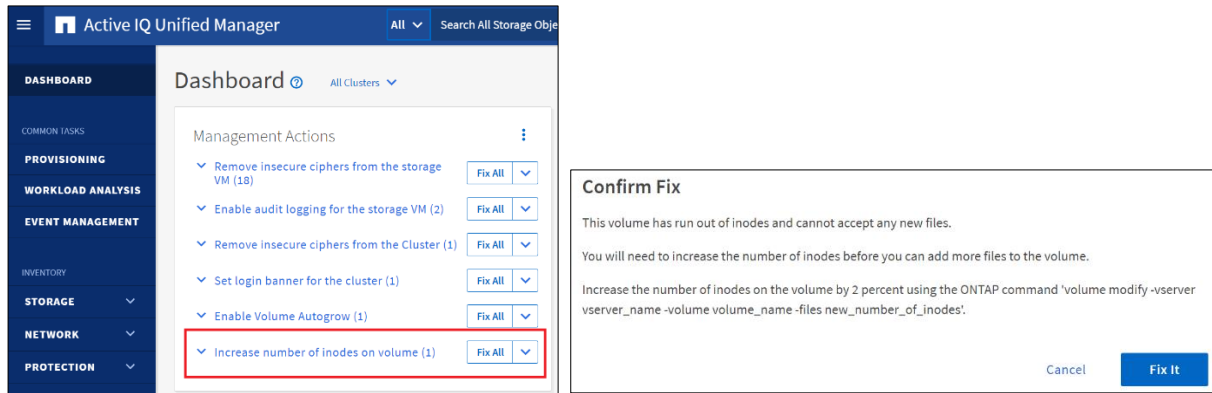 Active IQ Unified Manager
All
Search All Storage Obje
DASHBOARD
COMMON TASKS
PROVISIONING
WORKLOAD ANALYSIS
EVENT MANAGEMENT
INVENTORY
STORAGE
NETWORK
PROTECTION
Dashboard ?
All Clusters
Management Actions
Remove insecure ciphers from the storage
VM (18)
Fix All
Enable audit logging for the storage VM (2)
Fix All
Remove insecure ciphers from the Cluster (1)
Fix All
Set login banner for the cluster (1)
Fix All
Enable Volume Autogrow (1)
Fix All
Increase number of inodes on volume (1)
Fix All
Confirm Fix
This volume has run out of inodes and cannot accept any new files.
You will need to increase the number of inodes before you can add more files to the volume.
Increase the number of inodes on the volume by 2 percent using the ONTAP command 'volume modify -vserver
vserver_name -volume volume_name -files new_number_of_inodes'.
Cancel
Fix It